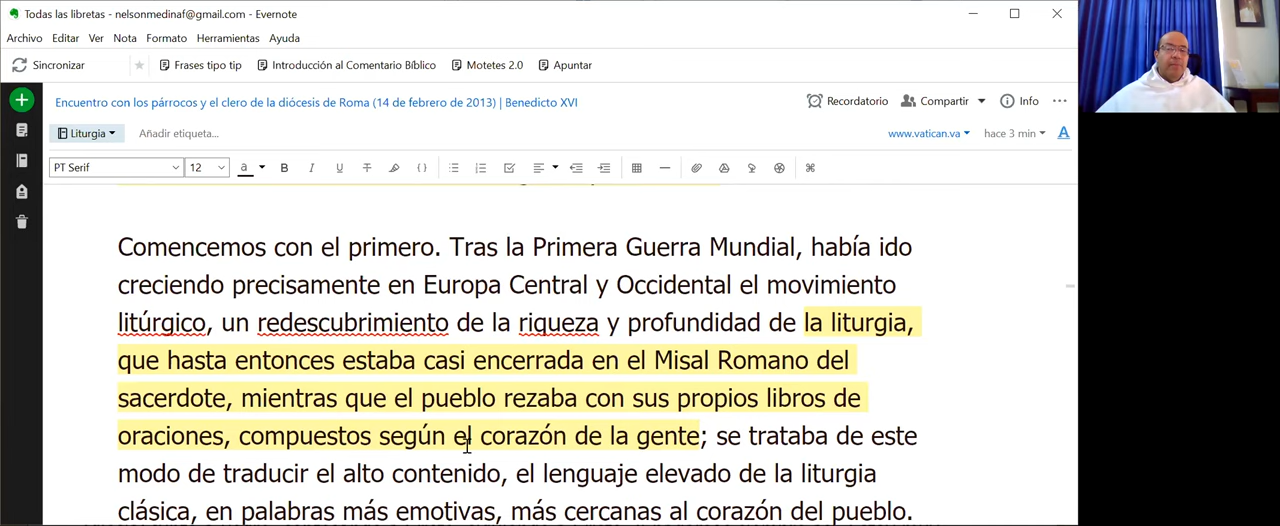 Todas las libretas - nelsonmedinaf@gmail.com - Evernote
Archivo Editar Ver Nota Formato Herramientas Ayuda
Sincronizar Frases tipo tip Introducción al Comentario Bíblico Motetes 2.0 Apuntar
Encuentro con los párrocos y el clero de la diócesis de Roma (14 de febrero de 2013) | Benedicto XVI Recordatorio Compartir Info
Liturgia Añadir etiqueta... www.vatican.va hace 3 min A
PT Serif 12 a B I U T { }
Comencemos con el primero. Tras la Primera Guerra Mundial, había ido
creciendo precisamente en Europa Central y Occidental el movimiento
litúrgico, un redescubrimiento de la riqueza y profundidad de la liturgia,
que hasta entonces estaba casi encerrada en el Misal Romano del
sacerdote, mientras que el pueblo rezaba con sus propios libros de
oraciones, compuestos según el corazón de la gente; se trataba de este
modo de traducir el alto contenido, el lenguaje elevado de la liturgia
clásica, en palabras más emotivas, más cercanas al corazón del pueblo.